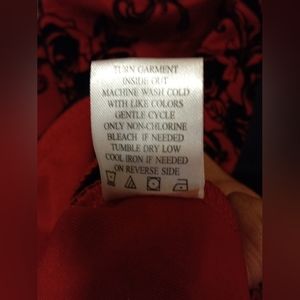 TURN GARMENT
INSIDE OUT
MACHINE WASH COLD
WITH LIKE COLORS
GENTLE CYCLE
ONLY NON-CHLORINE
BLEACH IF NEEDED
TUMBLE DRY LOW
COOL IRON IF NEEDED
ON REVERSE SIDE